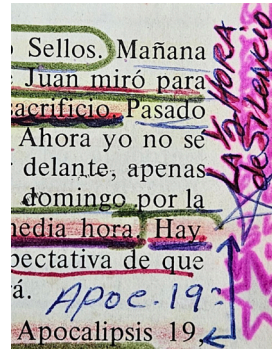 Sellos. Mañana
Juan miró para
sacrificio. Pasado
Ahora yo no se
delante, apenas
domingo por la
media hora. Hay
pectativa de que
á.
Apoc. 19:
Apocalipsis 19,
LA ½ HORA
DE SILENCIO